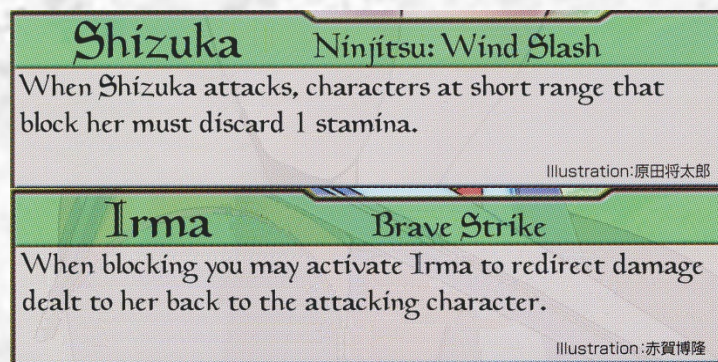 Shizuka Ninjitsu: Wind Slash
When Shizuka attacks, characters at short range that
block her must discard 1 stamina.
Illustration:原田将太郎
Irma Brave Strike
When blocking you may activate Irma to redirect damage
dealt to her back to the attacking character.
Illustration:赤賀博隆